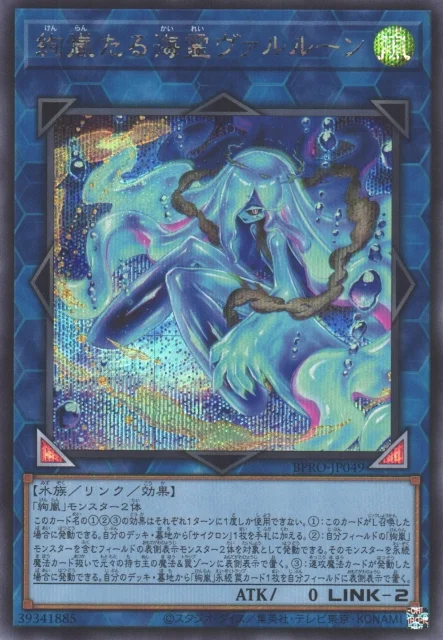 絢嵐たる海霊ヴァルルーン
BPRO-JP049
【水族／リンク／効果】
「絢嵐」モンスター2体
このカード名の①②③の効果はそれぞれ1ターンに1度しか使用できない。①：このカードがL召喚した
場合に発動できる。自分のデッキ・墓地から「サイクロン」1枚を手札に加える。②：自分フィールドの「絢嵐」
モンスターを含むフィールドの表側表示モンスター2体を対象として発動できる。そのモンスターを永続
魔法カード扱いで元々の持ち主の魔法＆罠ゾーンに表側表示で置く。③：速攻魔法カードが発動した
場合に発動できる。自分のデッキ・墓地から「絢嵐」永続罠カード1枚を自分フィールドに表側表示で置く。
ATK/ 0 LINK-2
39341885
©スタジオ・ダイス／集英社・テレビ東京・KONAMI